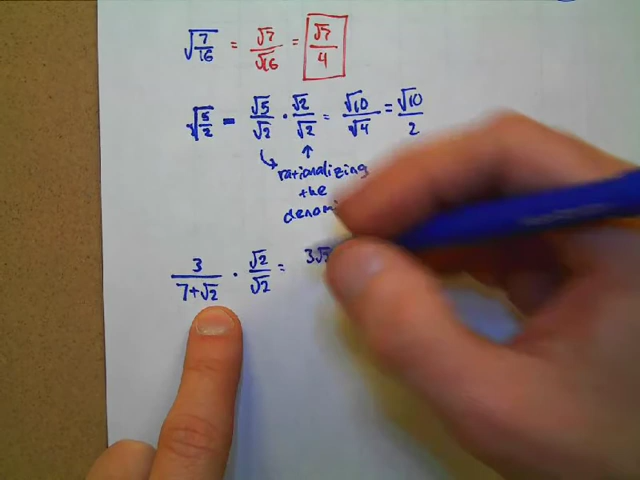 √(7/16) = √7/√16 = √7/4
√(5/2) = √5/√2 · √2/√2 = √10/√4 = √10/2
rationalizing
the
3/(7+√2) · √2/√2 =